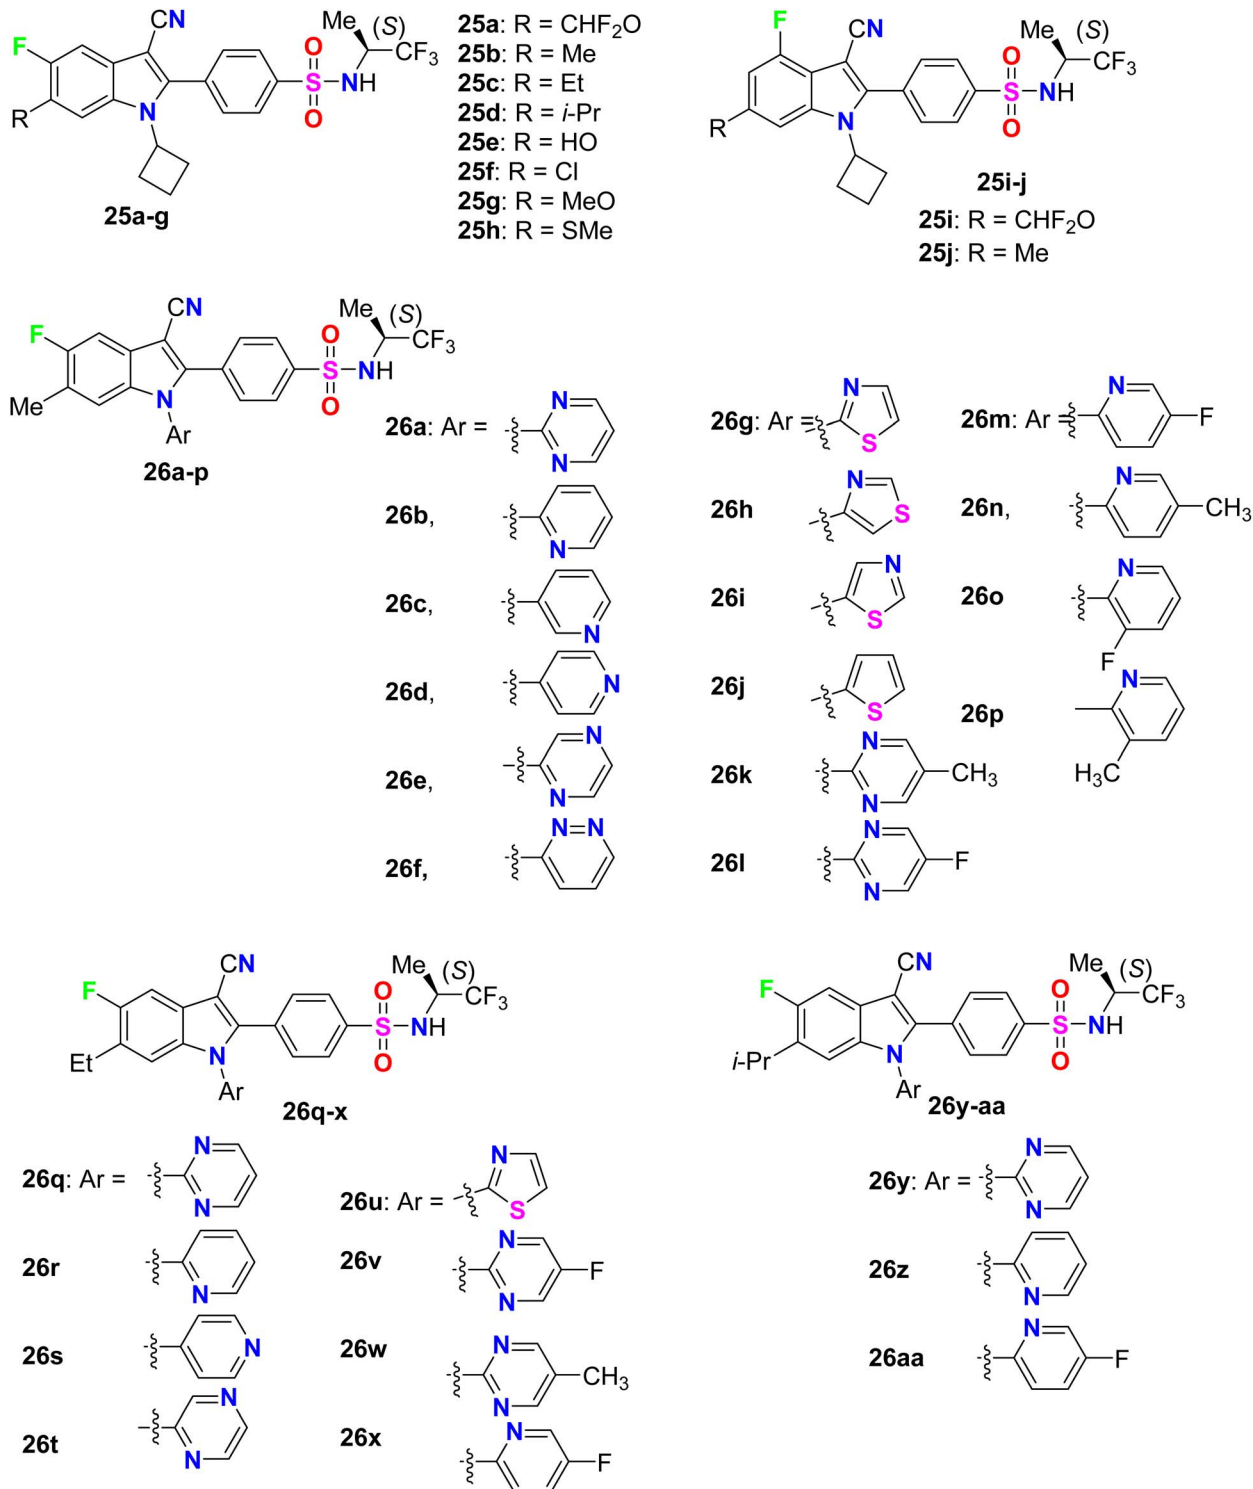 CN
F
R
N
O
S
O
NH
Me
(S)
CF3
25a-g
25a: R = CHF2O
25b: R = Me
25c: R = Et
25d: R = i-Pr
25e: R = HO
25f: R = Cl
25g: R = MeO
25h: R = SMe
F
CN
R
N
O
S
O
NH
Me
(S)
CF3
25i-j
25i: R = CHF2O
25j: R = Me
CN
F
Me
N
Ar
O
S
O
NH
Me
(S)
CF3
26a-p
26a: Ar =
N
N
26b,
N
26c,
N
26d,
N
26e,
N
N
26f,
N=N
26g: Ar =
N
S
26h
N
S
26i
N
S
26j
S
26k
N
N
CH3
26l
N
N
F
26m: Ar =
N
F
26n,
N
CH3
26o
N
F
26p
N
H3C
CN
F
Et
N
Ar
O
S
O
NH
Me
(S)
CF3
26q-x
26q: Ar =
N
N
26r
N
26s
N
26t
N
N
26u: Ar =
N
S
26v
N
N
F
26w
N
N
CH3
26x
N
F
CN
F
i-Pr
N
Ar
O
S
O
NH
Me
(S)
CF3
26y-aa
26y: Ar =
N
N
26z
N
26aa
N
F